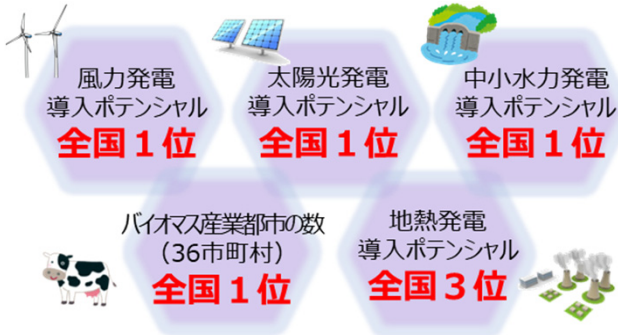 風力発電
導入ポテンシャル
全国１位
太陽光発電
導入ポテンシャル
全国１位
中小水力発電
導入ポテンシャル
全国１位
バイオマス産業都市の数
（36市町村）
全国１位
地熱発電
導入ポテンシャル
全国３位